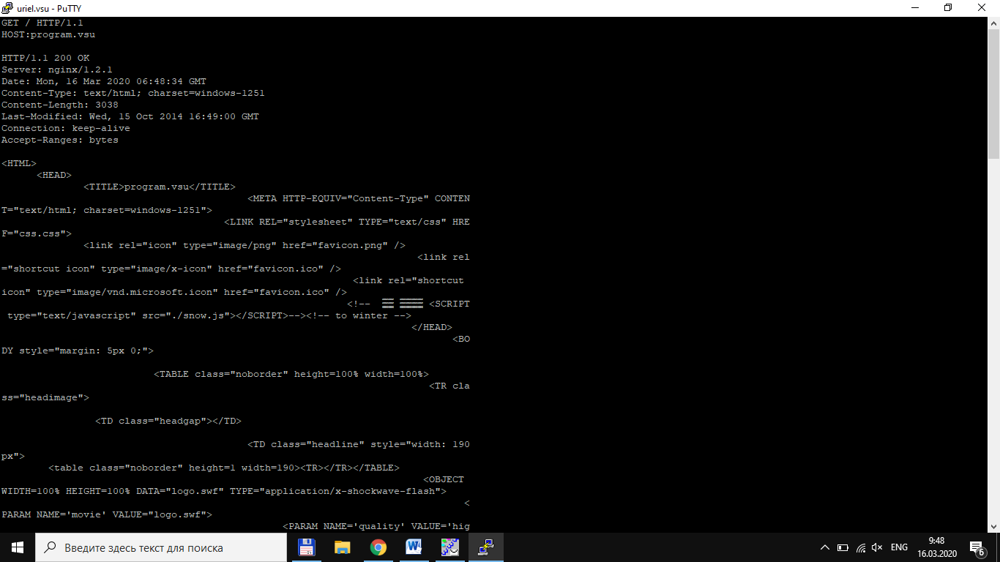 uriel.vsu - PuTTY
GET / HTTP/1.1
HOST:program.vsu
HTTP/1.1 200 OK
Server: nginx/1.2.1
Date: Mon, 16 Mar 2020 06:48:34 GMT
Content-Type: text/html; charset=windows-1251
Content-Length: 3038
Last-Modified: Wed, 15 Oct 2014 16:49:00 GMT
Connection: keep-alive
Accept-Ranges: bytes
<HTML>
<HEAD>
<TITLE>program.vsu</TITLE>
<META HTTP-EQUIV="Content-Type" CONTEN
T="text/html; charset=windows-1251">
<LINK REL="stylesheet" TYPE="text/css" HRE
F="css.css">
<link rel="icon" type="image/png" href="favicon.png" />
<link rel
="shortcut icon" type="image/x-icon" href="favicon.ico" />
<link rel="shortcut
icon" type="image/vnd.microsoft.icon" href="favicon.ico" />
<!-- <SCRIPT
type="text/javascript" src="./snow.js"></SCRIPT>--><!-- to winter -->
</HEAD>
<BO
DY style="margin: 5px 0;">
<TABLE class="noborder" height=100% width=100%>
<TR cla
ss="headimage">
<TD class="headgap"></TD>
<TD class="headline" style="width: 190
px">
<table class="noborder" height=1 width=190><TR></TR></TABLE>
<OBJECT
WIDTH=100% HEIGHT=100% DATA="logo.swf" TYPE="application/x-shockwave-flash">
<
PARAM NAME='movie' VALUE="logo.swf">
<PARAM NAME='quality' VALUE='hig
Введите здесь текст для поиска
ENG
9:48
16.03.2020
6